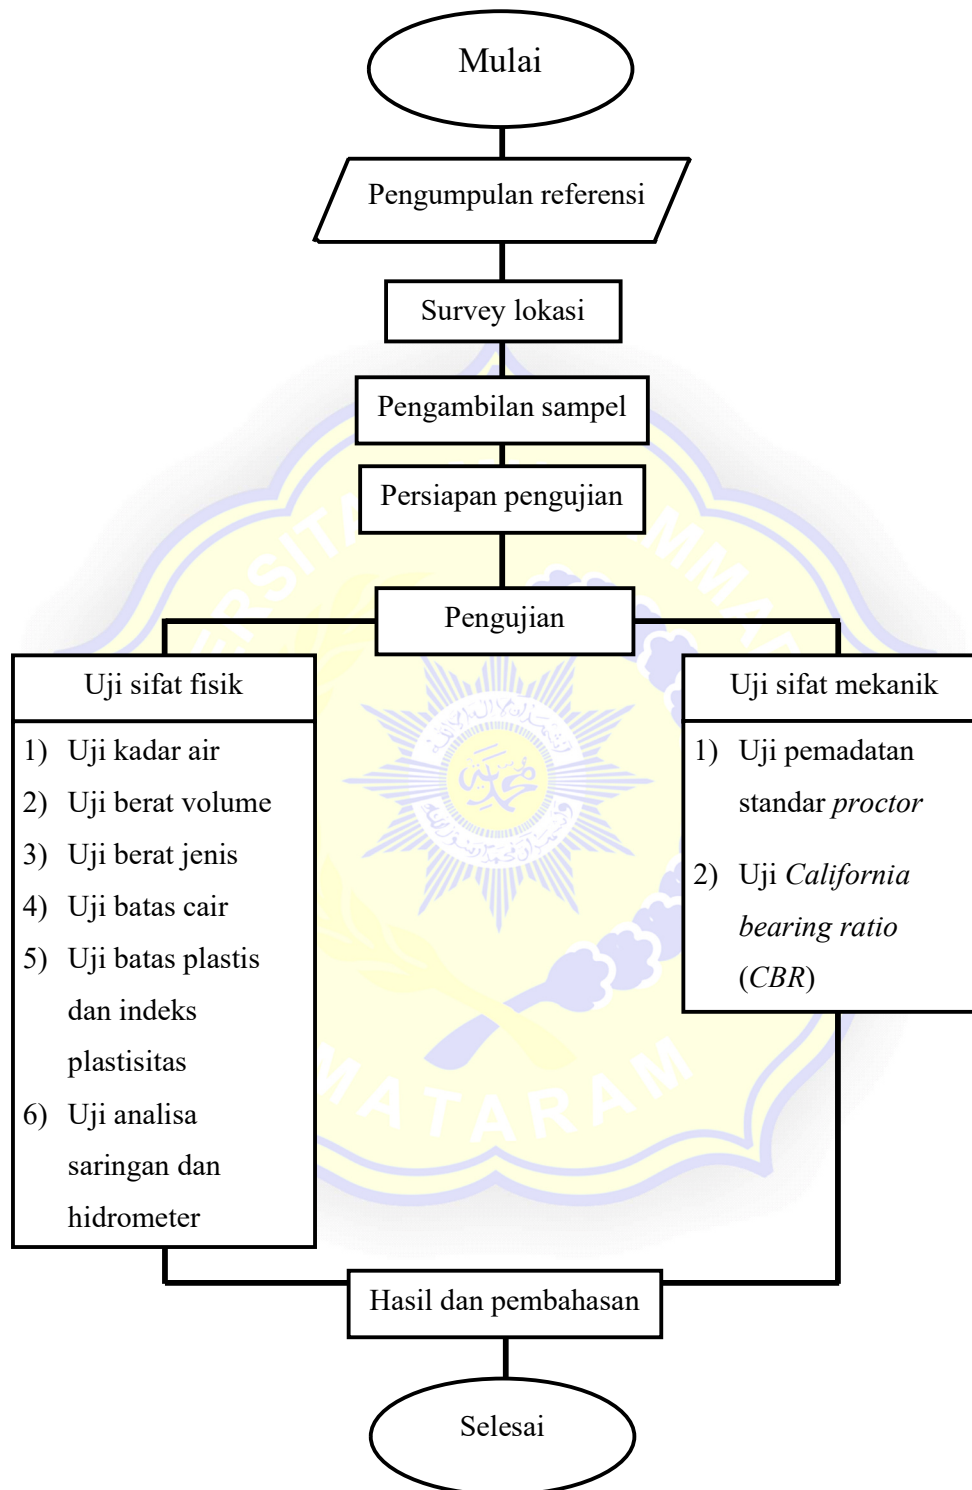 Mulai
Pengumpulan referensi
Survey lokasi
Pengambilan sampel
Persiapan pengujian
Pengujian
Uji sifat fisik
1) Uji kadar air
2) Uji berat volume
3) Uji berat jenis
4) Uji batas cair
5) Uji batas plastis
dan indeks
plastisitas
6) Uji analisa
saringan dan
hidrometer
Uji sifat mekanik
1) Uji pemadatan
standar proctor
2) Uji California
bearing ratio
(CBR)
Hasil dan pembahasan
Selesai
MATARAM